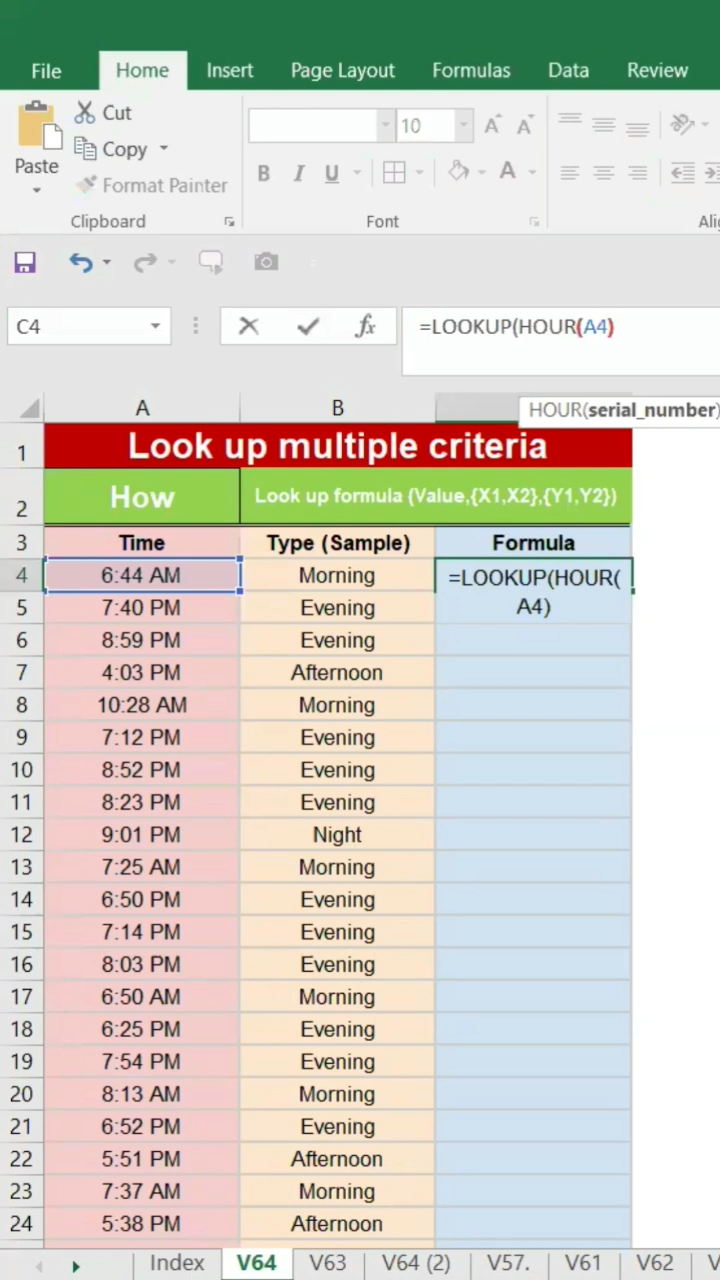 File Home Insert Page Layout Formulas Data Review
Cut
10 A A
Copy
Paste
B I U A
Format Painter
Clipboard Font
C4 fx =LOOKUP(HOUR(A4)
HOUR(serial_number)
A B
1 Look up multiple criteria
2 How Look up formula (Value,{X1,X2},{Y1,Y2})
3 Time Type (Sample) Formula
4 6:44 AM Morning =LOOKUP(HOUR(
A4)
5 7:40 PM Evening
6 8:59 PM Evening
7 4:03 PM Afternoon
8 10:28 AM Morning
9 7:12 PM Evening
10 8:52 PM Evening
11 8:23 PM Evening
12 9:01 PM Night
13 7:25 AM Morning
14 6:50 PM Evening
15 7:14 PM Evening
16 8:03 PM Evening
17 6:50 AM Morning
18 6:25 PM Evening
19 7:54 PM Evening
20 8:13 AM Morning
21 6:52 PM Evening
22 5:51 PM Afternoon
23 7:37 AM Morning
24 5:38 PM Afternoon
Index V64 V63 V64 (2) V57. V61 V62 V